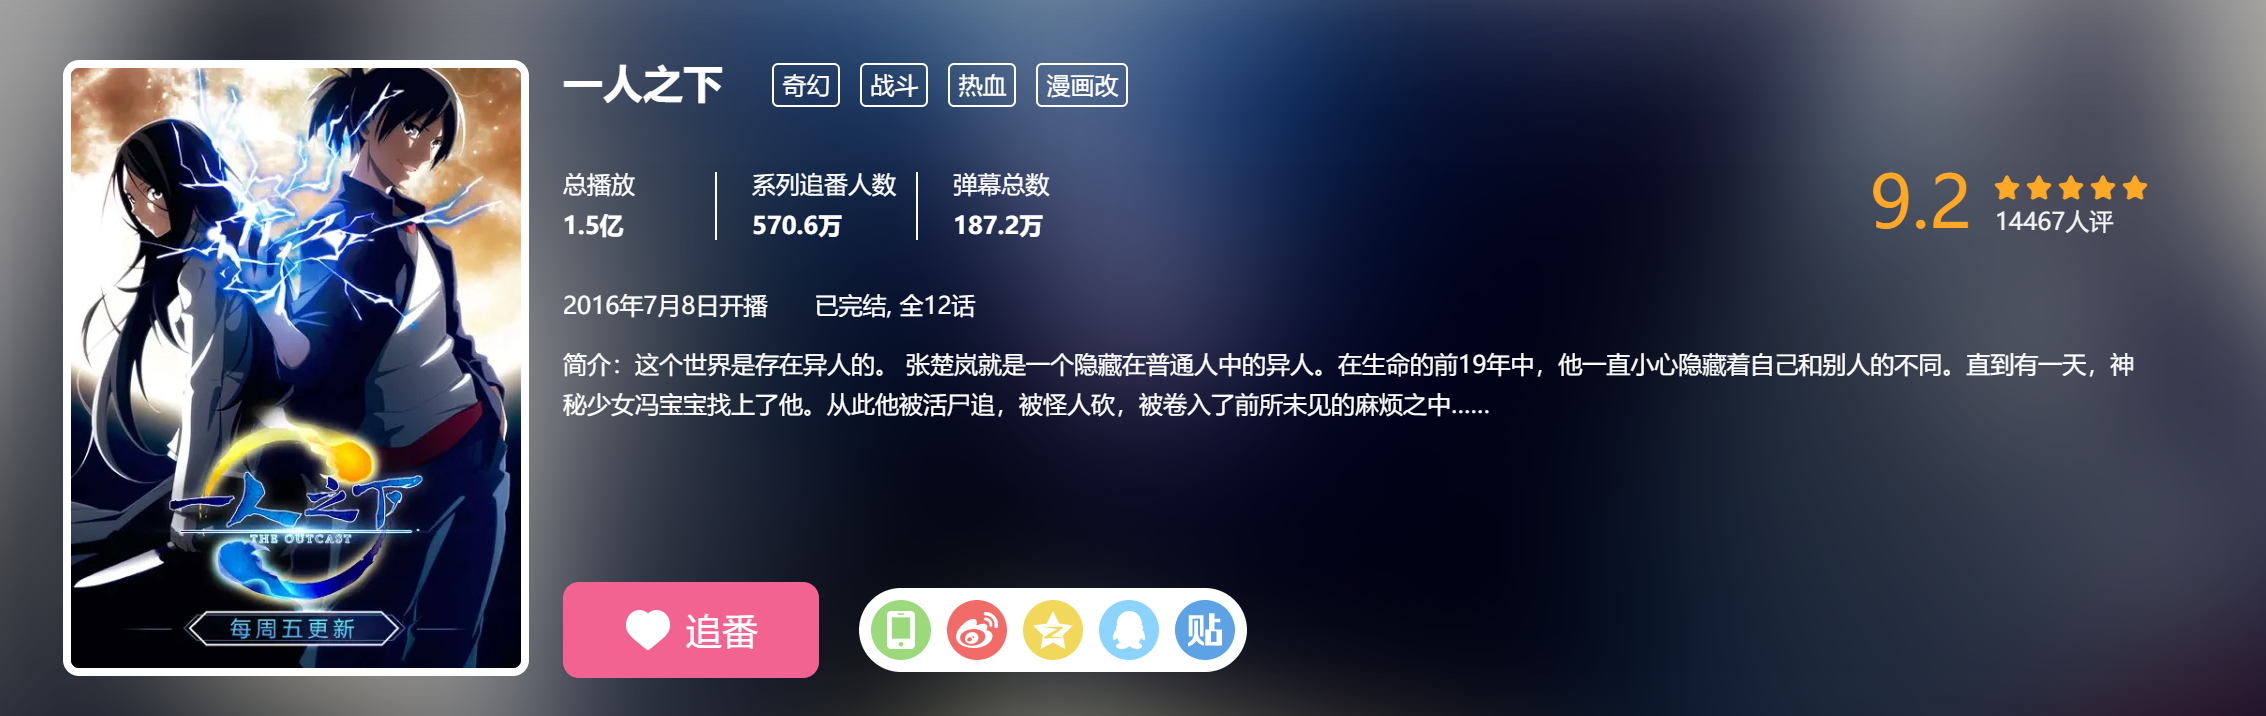 一人之下
奇幻
战斗
热血
漫画改
总播放
系列追番人数
弹幕总数
1.5亿
570.6万
187.2万
9.2
14467人评
2016年7月8日开播
已完结, 全12话
简介：这个世界是存在异人的。 张楚岚就是一个隐藏在普通人中的异人。在生命的前19年中，他一直小心隐藏着自己和别人的不同。直到有一天，神
秘少女冯宝宝找上了他。从此他被活尸追，被怪人砍，被卷入了前所未见的麻烦之中......
一人之下
THE OUTCAST
每周五更新
追番
贴